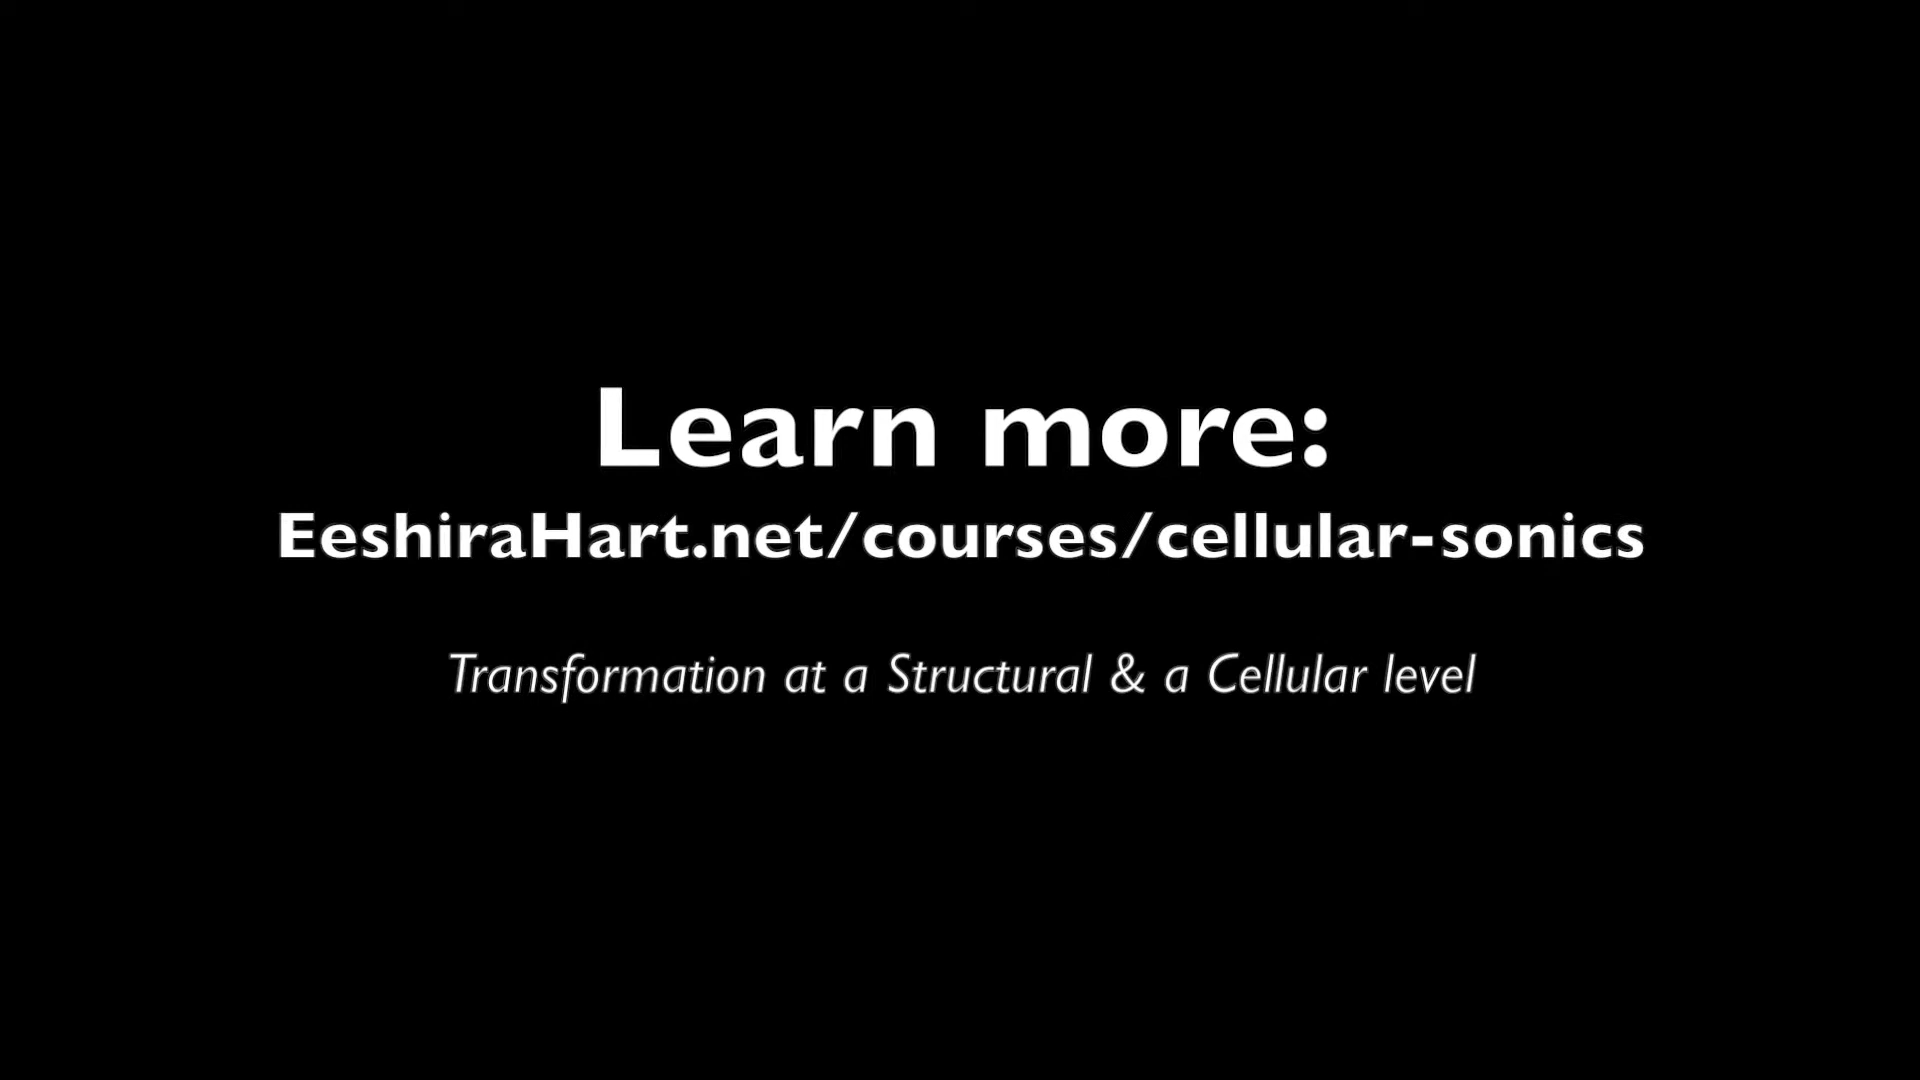 Learn more:
EeshiraHart.net/courses/cellular-sonics
Transformation at a Structural & a Cellular level